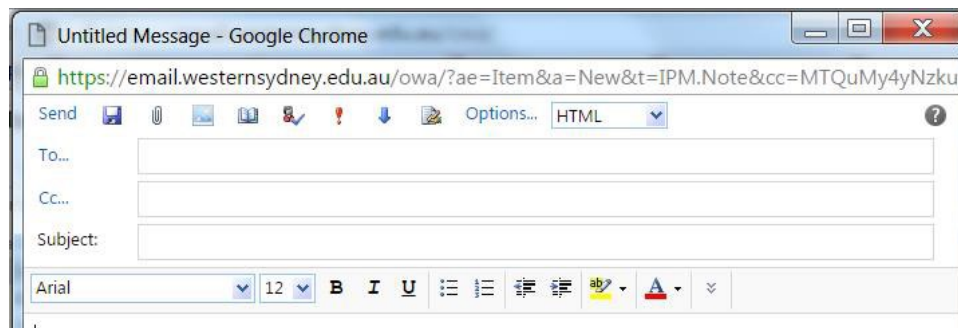 Untitled Message - Google Chrome
https://email.westernsydney.edu.au/owa/?ae=Item&a=New&t=IPM.Note&cc=MTQuMy4yNzku
Send Options... HTML
To...
Cc...
Subject:
Arial 12 B I U ab A